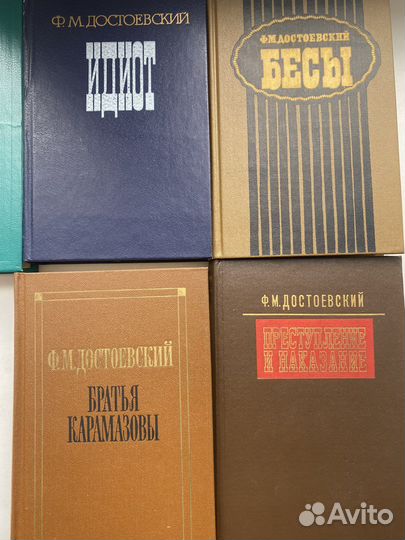 Ф. М. ДОСТОЕВСКИЙ
ИДИОТ
Ф.М.ДОСТОЕВСКИЙ
БЕСЫ
Ф.М.ДОСТОЕВСКИЙ
БРАТЬЯ
КАРАМАЗОВЫ
Ф.М.ДОСТОЕВСКИЙ
ПРЕСТУПЛЕНИЕ
И НАКАЗАНИЕ
Avito